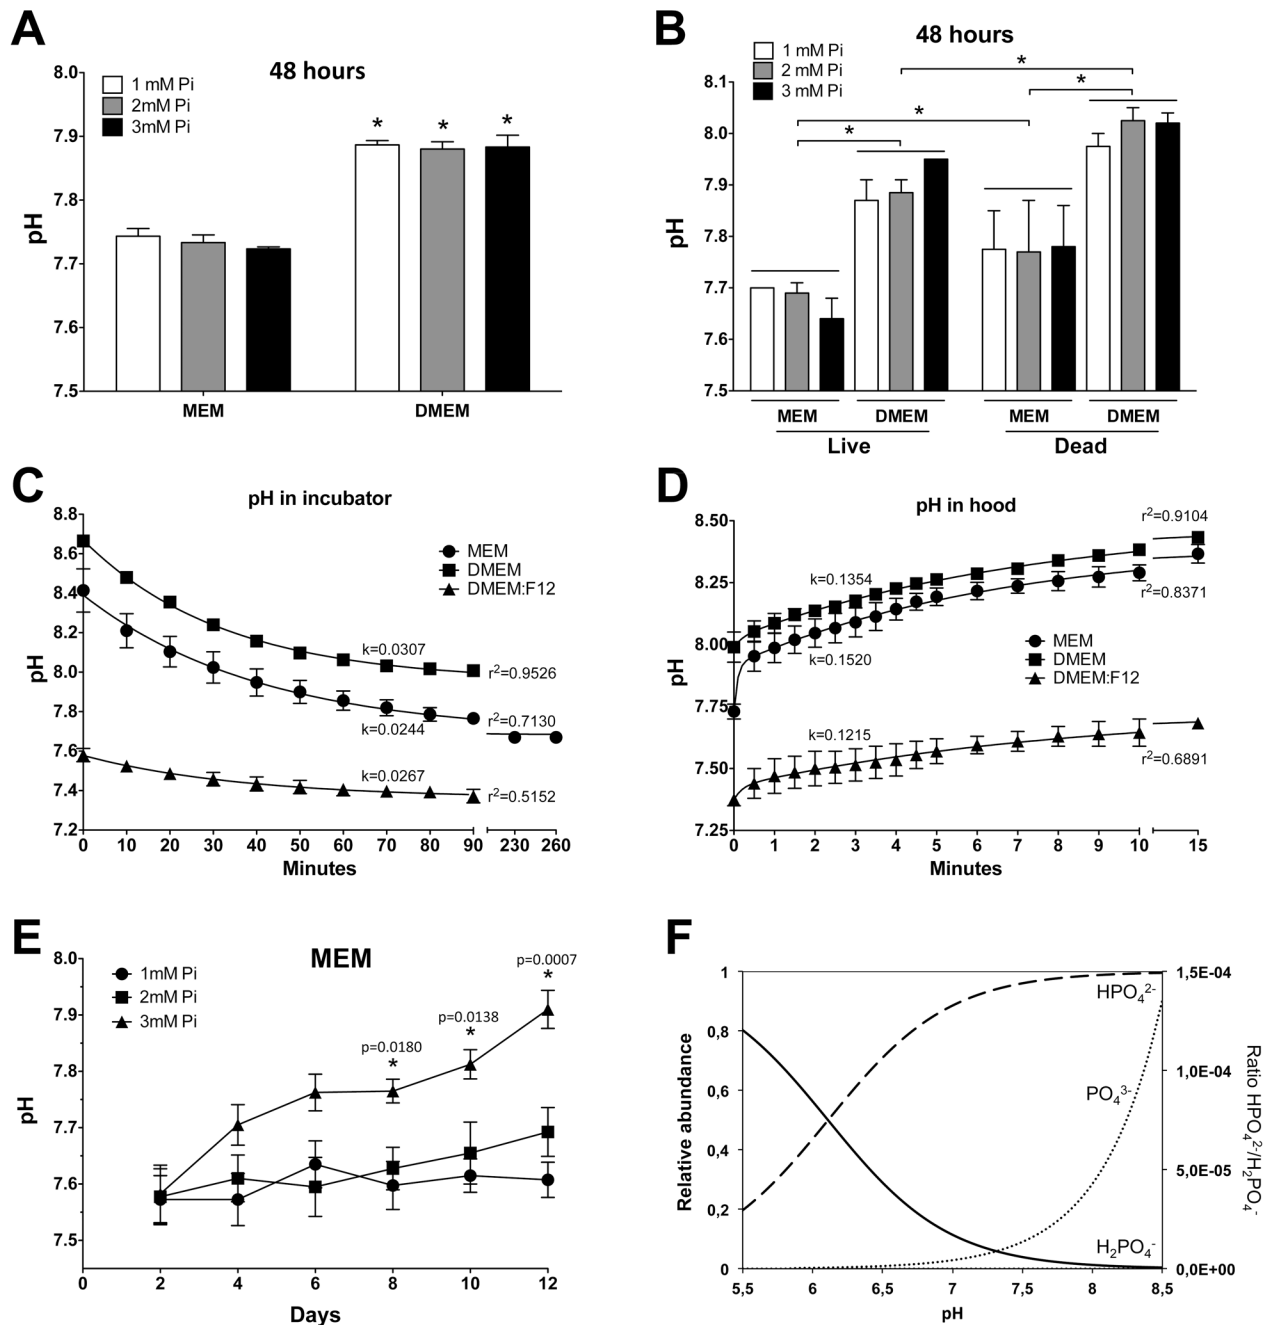 A
48 hours
1 mM Pi
2mM Pi
3mM Pi
pH
8.0
7.9
7.8
7.7
7.6
7.5
* * *
MEM DMEM
B
48 hours
1 mM Pi
2 mM Pi
3 mM Pi
pH
8.1
8.0
7.9
7.8
7.7
7.6
7.5
*
*
*
*
MEM DMEM MEM DMEM
Live Dead
C
pH in incubator
MEM
DMEM
DMEM:F12
pH
8.8
8.6
8.4
8.2
8.0
7.8
7.6
7.4
7.2
k=0.0307
r²=0.9526
k=0.0244
r²=0.7130
k=0.0267
r²=0.5152
0 10 20 30 40 50 60 70 80 90 230 260
Minutes
D
pH in hood
r²=0.9104
k=0.1354
r²=0.8371
k=0.1520
MEM
DMEM
DMEM:F12
k=0.1215
r²=0.6891
pH
8.50
8.25
8.00
7.75
7.50
7.25
0 1 2 3 4 5 6 7 8 9 10 15
Minutes
E
MEM
1mM Pi
2mM Pi
3mM Pi
p=0.0007
*
p=0.0138
*
p=0.0180
*
pH
8.0
7.9
7.8
7.7
7.6
7.5
0 2 4 6 8 10 12
Days
F
Relative abundance
1
0,8
0,6
0,4
0,2
0
HPO₄²⁻
PO₄³⁻
H₂PO₄⁻
1,5E-04
1,0E-04
5,0E-05
0,0E+00
Ratio HPO₄²⁻/H₂PO₄⁻
5,5 6 6,5 7 7,5 8 8,5
pH